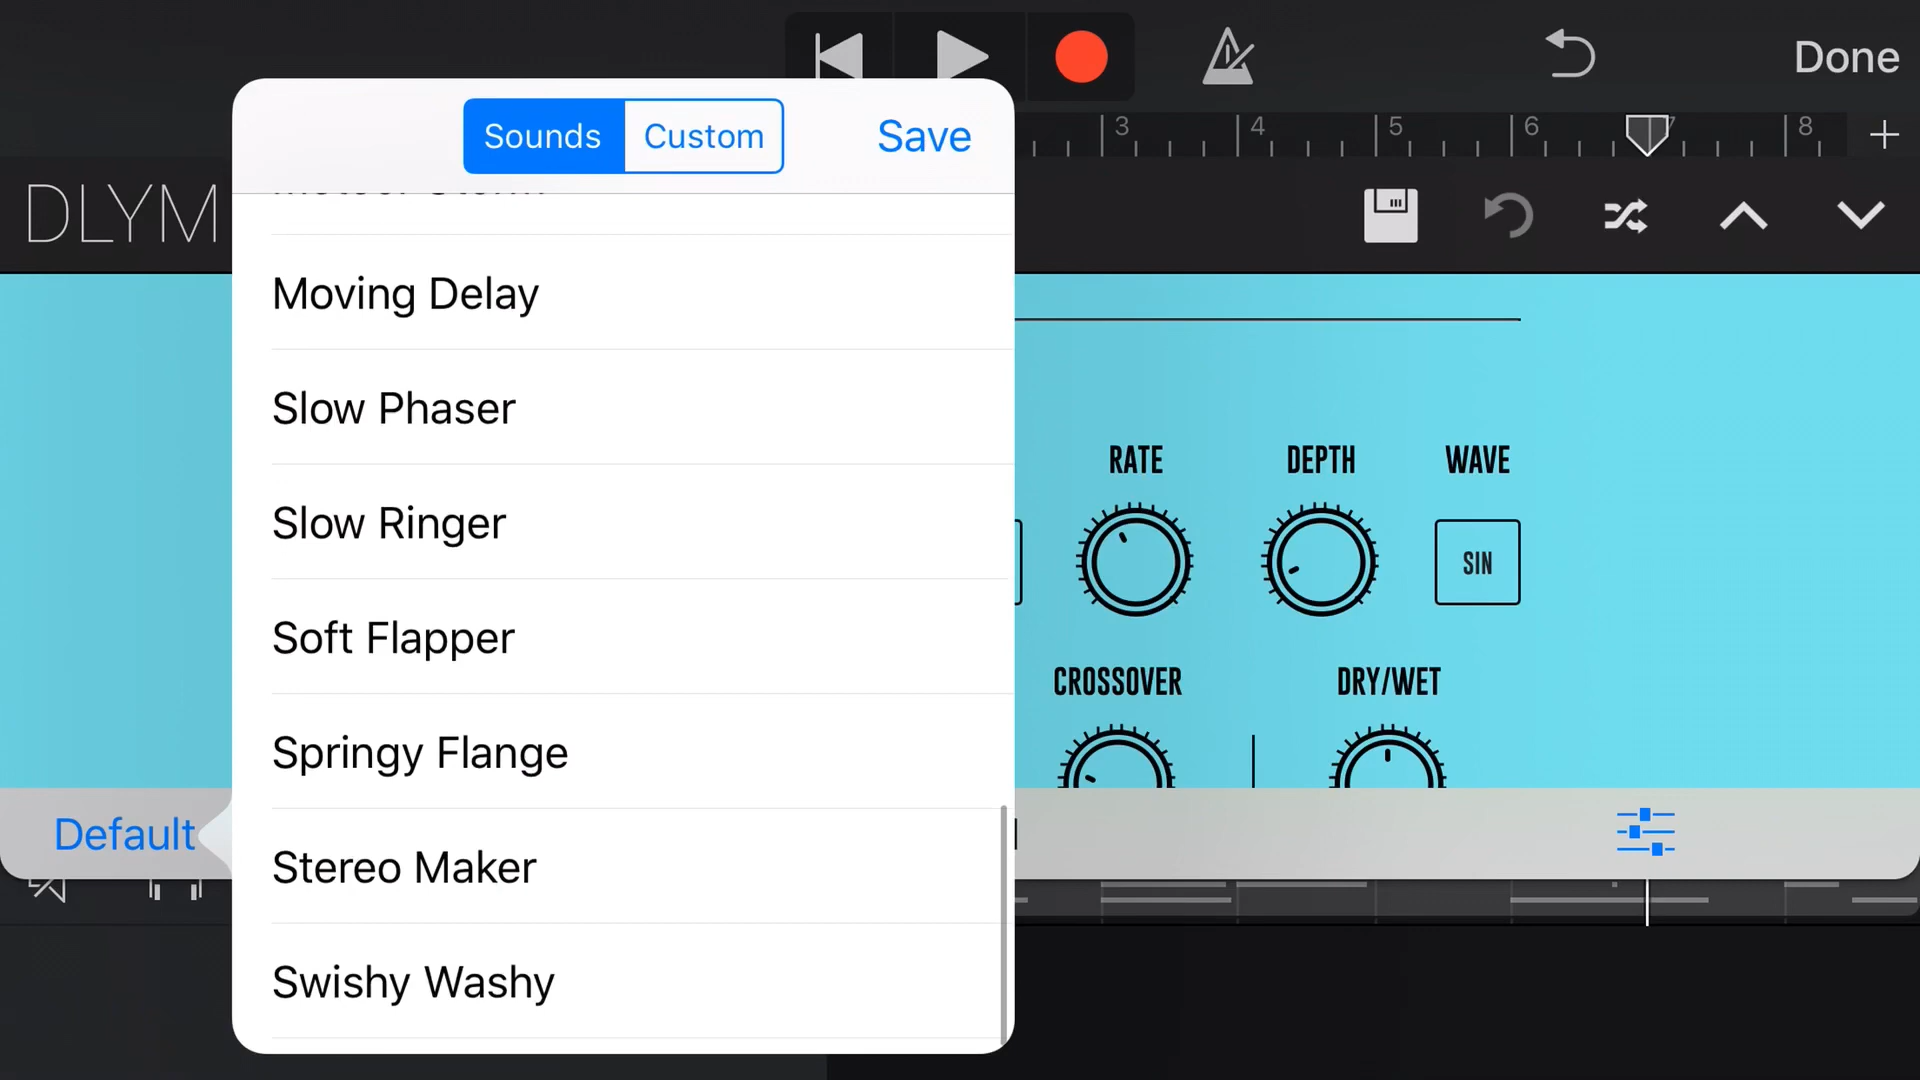 Done
Sounds
Custom
Save
3
4
5
6
7
8
DLYM
Moving Delay
Slow Phaser
Slow Ringer
Soft Flapper
Springy Flange
Stereo Maker
Swishy Washy
RATE
DEPTH
WAVE
SIN
CROSSOVER
DRY/WET
Default